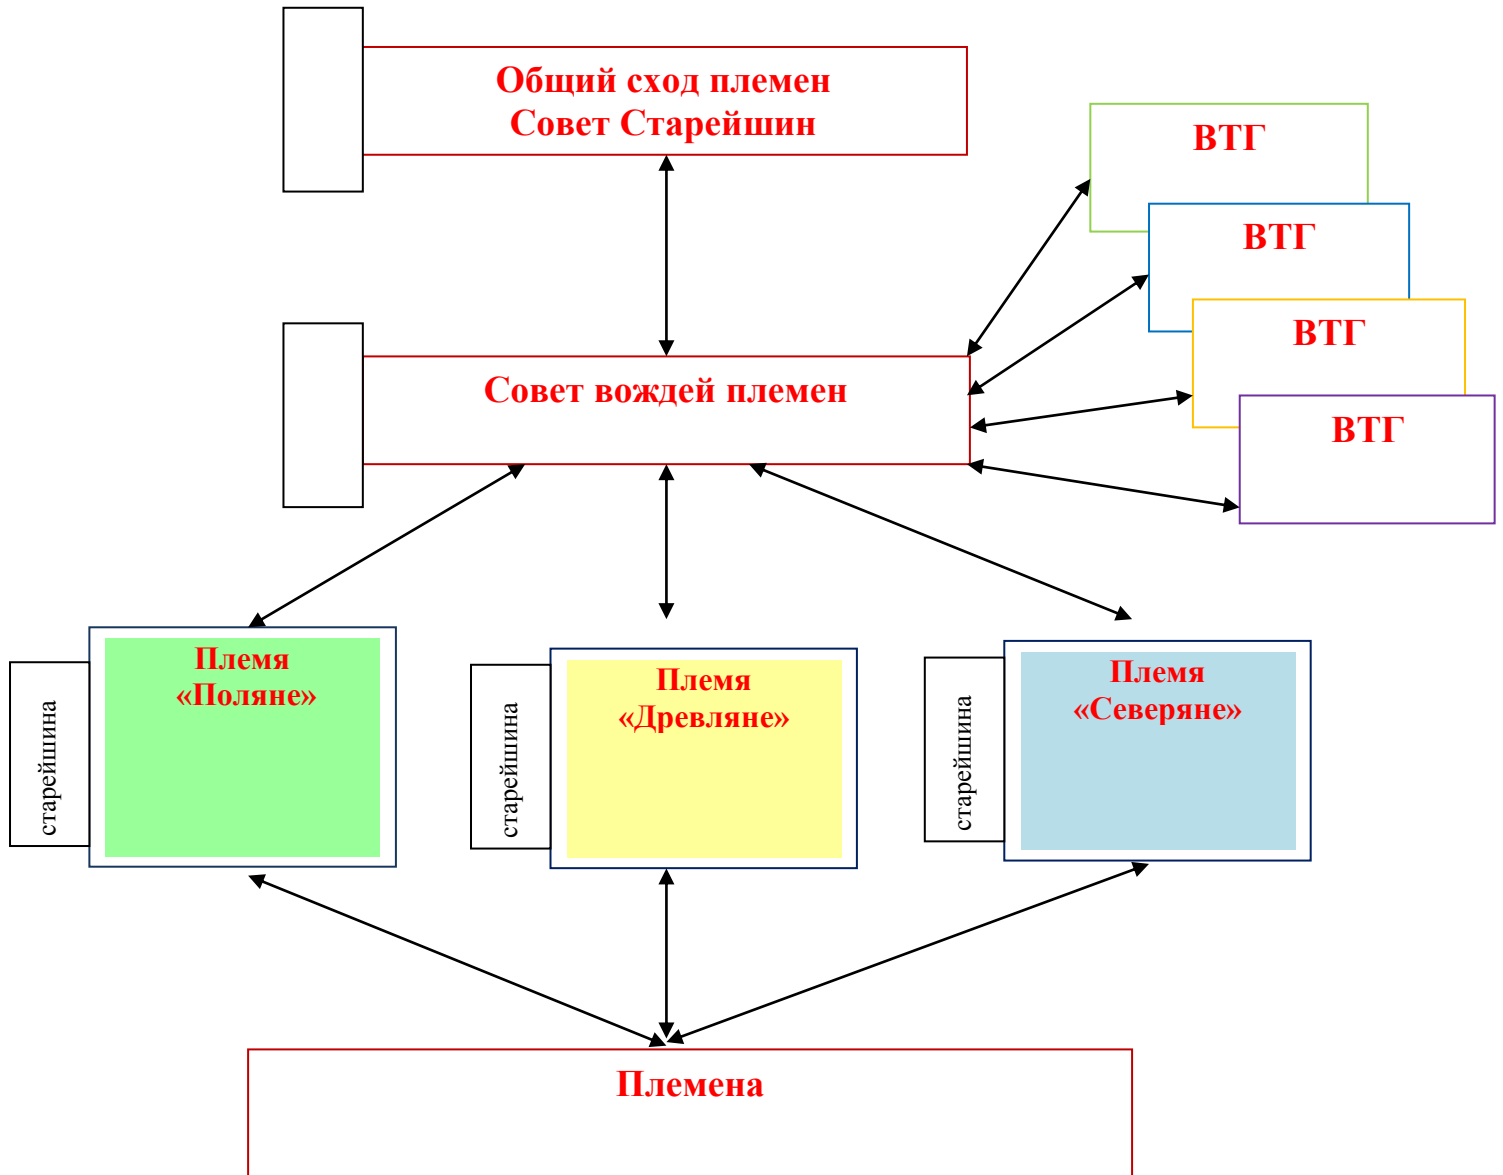 Общий сход племен
Совет Старейшин
ВТГ
ВТГ
ВТГ
ВТГ
Совет вождей племен
старейшина
Племя
«Поляне»
старейшина
Племя
«Древляне»
старейшина
Племя
«Северяне»
Племена